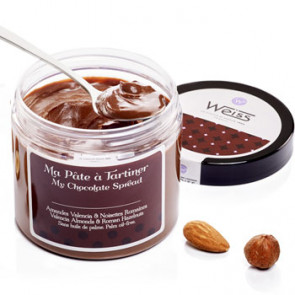 Weiss
Ma Pâte à Tartiner
My Chocolate Spread
Amandes Valencia & Noisettes Romaines
Valencia Almonds & Roman Hazelnuts
Sans huile de palme. Palm oil-free.